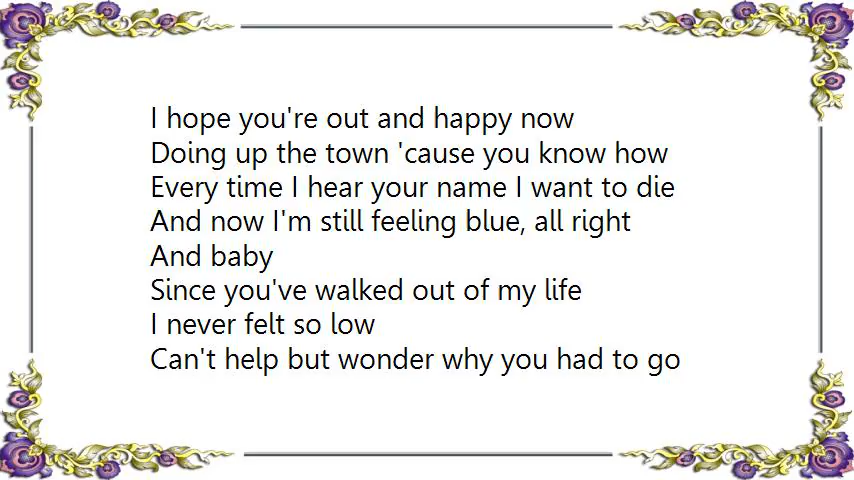 I hope you're out and happy now
Doing up the town 'cause you know how
Every time I hear your name I want to die
And now I'm still feeling blue, all right
And baby
Since you've walked out of my life
I never felt so low
Can't help but wonder why you had to go